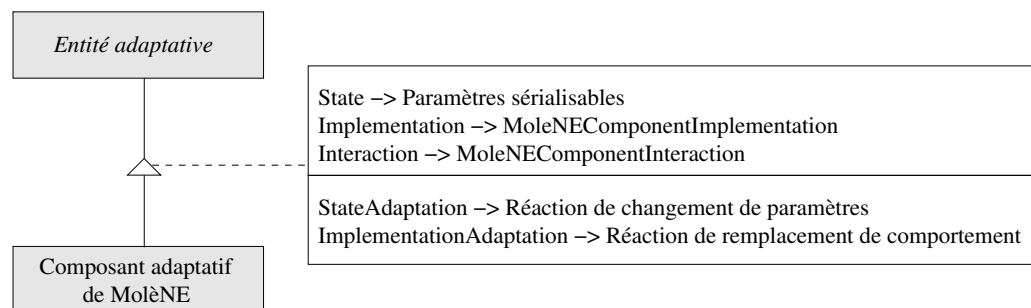 Entité adaptative
State −> Paramètres sérialisables
Implementation −> MoleNEComponentImplementation
Interaction −> MoleNEComponentInteraction
StateAdaptation −> Réaction de changement de paramètres
ImplementationAdaptation −> Réaction de remplacement de comportement
Composant adaptatif
de MolèNE